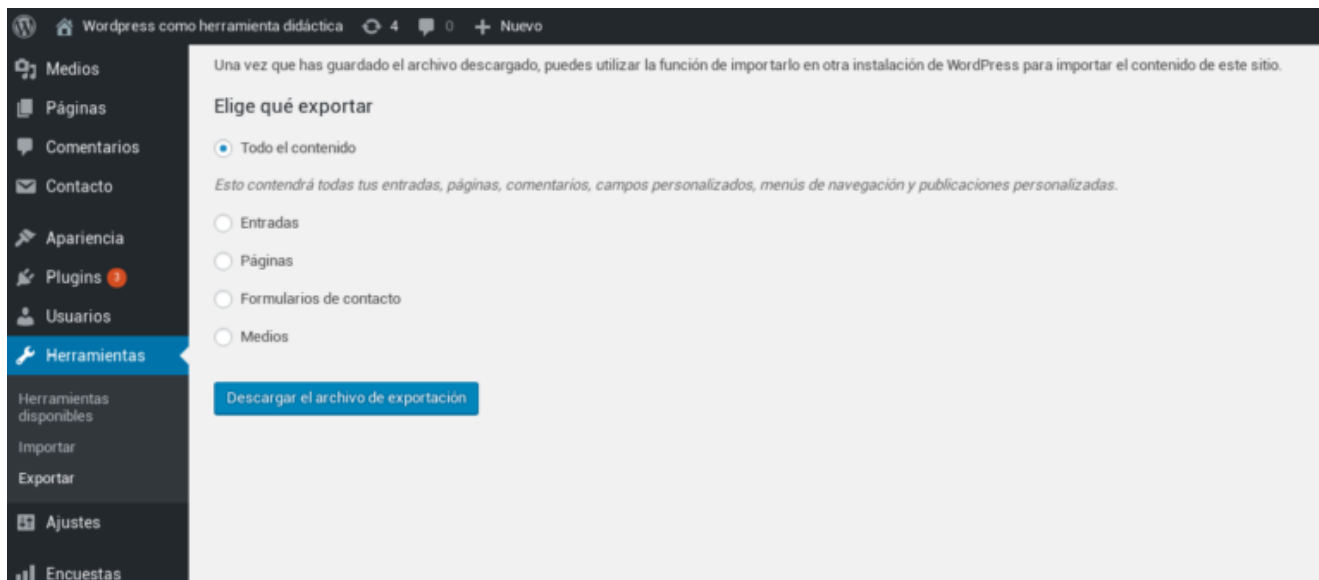 Wordpress como herramienta didáctica 4 0 + Nuevo
Medios
Páginas
Comentarios
Contacto
Apariencia
Plugins 3
Usuarios
Herramientas
Herramientas
disponibles
Importar
Exportar
Ajustes
Encuestas
Una vez que has guardado el archivo descargado, puedes utilizar la función de importarlo en otra instalación de WordPress para importar el contenido de este sitio.
Elige qué exportar
Todo el contenido
Esto contendrá todas tus entradas, páginas, comentarios, campos personalizados, menús de navegación y publicaciones personalizadas.
Entradas
Páginas
Formularios de contacto
Medios
Descargar el archivo de exportación